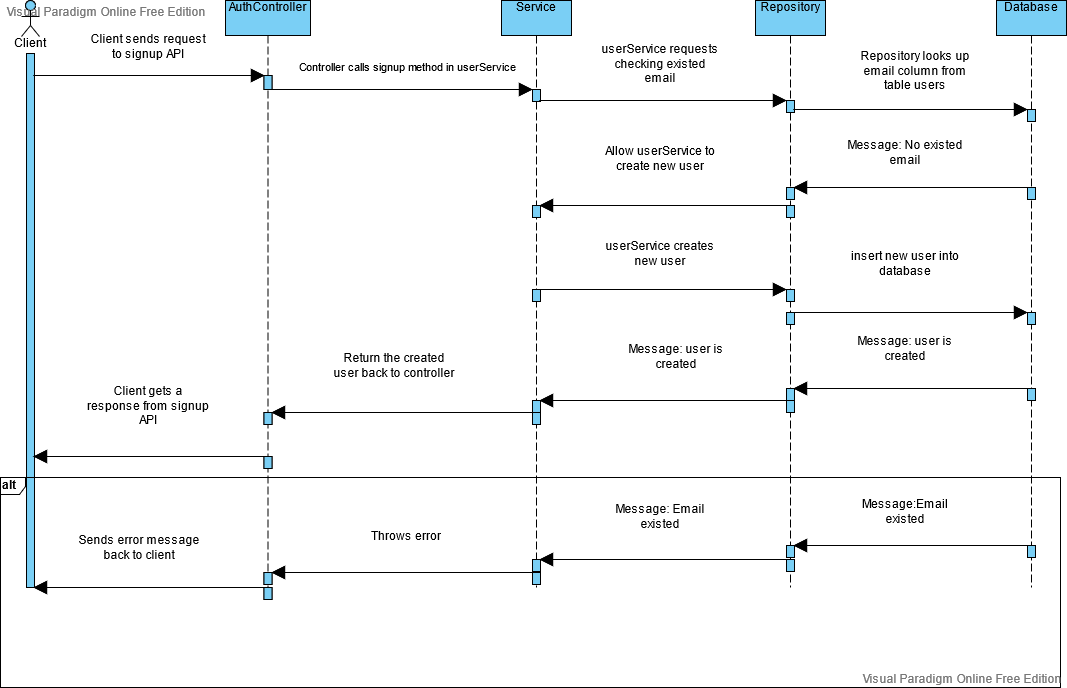 Visual Paradigm Online Free Edition
AuthController
Service
Repository
Database
Client
Client sends request
to signup API
Controller calls signup method in userService
userService requests
checking existed
email
Repository looks up
email column from
table users
Message: No existed
email
Allow userService to
create new user
userService creates
new user
insert new user into
database
Message: user is
created
Message: user is
created
Return the created
user back to controller
Client gets a
response from signup
API
alt
Message:Email
existed
Message: Email
existed
Throws error
Sends error message
back to client
Visual Paradigm Online Free Edition